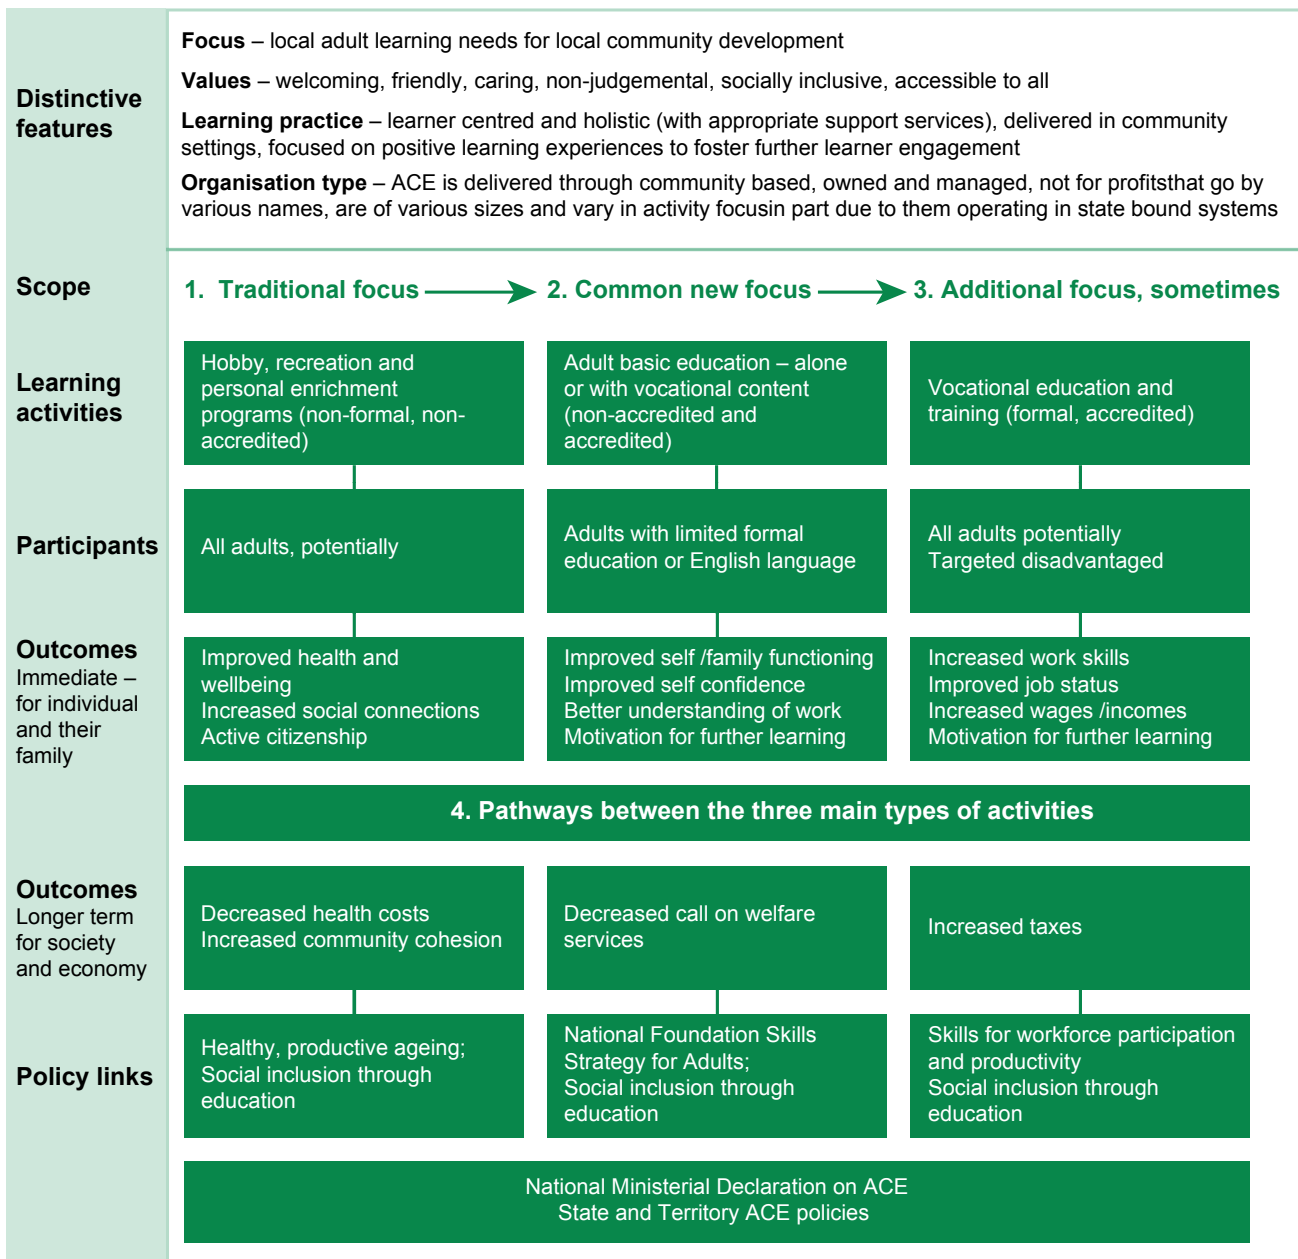 Distinctive
features
Focus – local adult learning needs for local community development
Values – welcoming, friendly, caring, non-judgemental, socially inclusive, accessible to all
Learning practice – learner centred and holistic (with appropriate support services), delivered in community
settings, focused on positive learning experiences to foster further learner engagement
Organisation type – ACE is delivered through community based, owned and managed, not for profitsthat go by
various names, are of various sizes and vary in activity focusin part due to them operating in state bound systems
Scope
1. Traditional focus
2. Common new focus
3. Additional focus, sometimes
Learning
activities
Hobby, recreation and
personal enrichment
programs (non-formal, non-
accredited)
Adult basic education – alone
or with vocational content
(non-accredited and
accredited)
Vocational education and
training (formal, accredited)
Participants
All adults, potentially
Adults with limited formal
education or English language
All adults potentially
Targeted disadvantaged
Outcomes
Immediate –
for individual
and their
family
Improved health and
wellbeing
Increased social connections
Active citizenship
Improved self /family functioning
Improved self confidence
Better understanding of work
Motivation for further learning
Increased work skills
Improved job status
Increased wages /incomes
Motivation for further learning
4. Pathways between the three main types of activities
Outcomes
Longer term
for society
and economy
Decreased health costs
Increased community cohesion
Decreased call on welfare
services
Increased taxes
Policy links
Healthy, productive ageing;
Social inclusion through
education
National Foundation Skills
Strategy for Adults;
Social inclusion through
education
Skills for workforce participation
and productivity
Social inclusion through
education
National Ministerial Declaration on ACE
State and Territory ACE policies